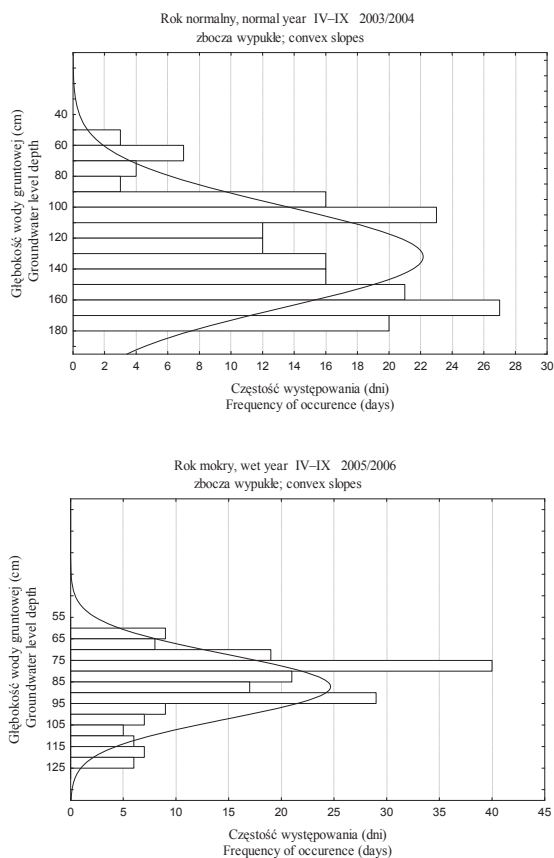 Rok normalny, normal year IV–IX 2003/2004
zbocza wypukłe; convex slopes
Głębokość wody gruntowej (cm)
Groundwater level depth
40
60
80
100
120
140
160
180
0 2 4 6 8 10 12 14 16 18 20 22 24 26 28 30
Częstość występowania (dni)
Frequency of occurence (days)
Rok mokry, wet year IV–IX 2005/2006
zbocza wypukłe; convex slopes
Głębokość wody gruntowej (cm)
Groundwater level depth
55
65
75
85
95
105
115
125
0 5 10 15 20 25 30 35 40 45
Częstość występowania (dni)
Frequency of occurence (days)